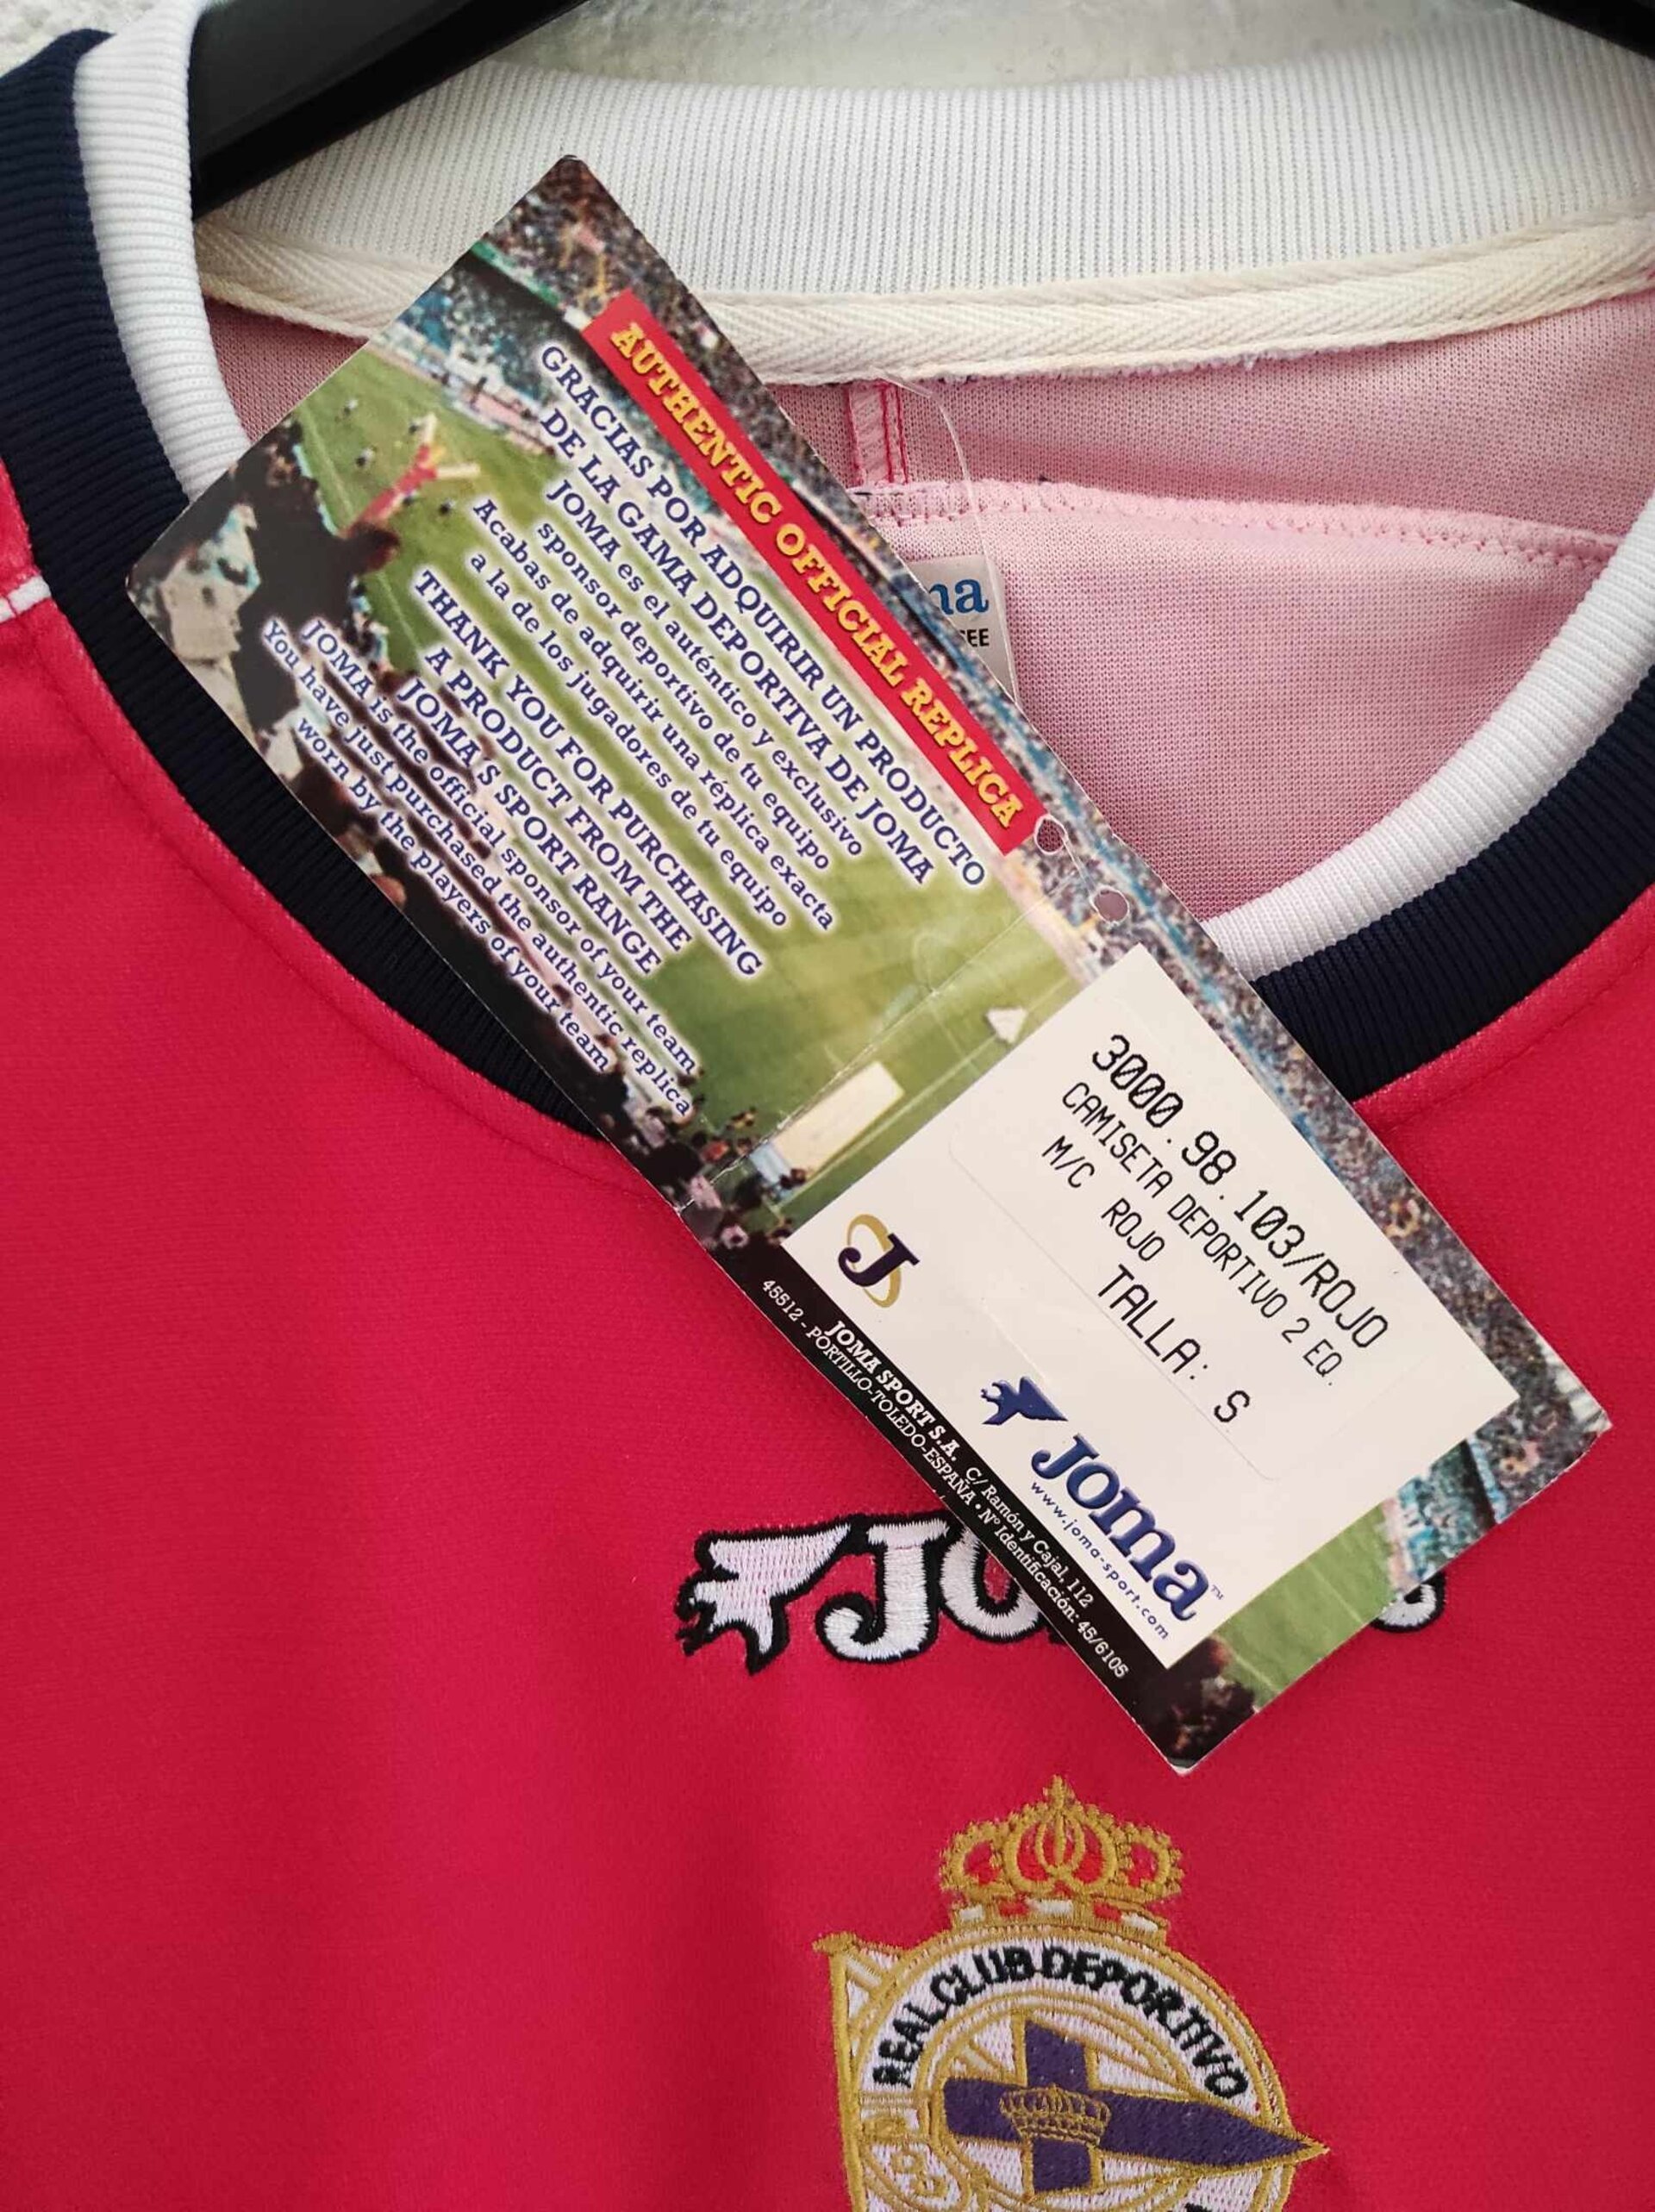 AUTHENTIC OFFICIAL REPLICA
GRACIAS POR ADQUIRIR UN PRODUCTO
DE LA GAMA DEPORTIVA DE JOMA
JOMA es el auténtico y exclusivo
sponsor deportivo de tu equipo
Acabas de adquirir una réplica exacta
a la de los jugadores de tu equipo
THANK YOU FOR PURCHASING
A PRODUCT FROM THE
JOMA'S SPORT RANGE
JOMA is the official sponsor of your team
You have just purchased the authentic replica
worn by the players of your team
3000.98.103/ROJO
CAMISETA DEPORTIVO 2 EQ.
M/C ROJO
TALLA: S
J
Joma™
www.joma-sport.com
JOMA SPORT S.A. C/ Ramón y Cajal, 112
45512 - PORTILLO-TOLEDO-ESPAÑA • Nº Identificación: 45/6105
REAL CLUB DEPORTIVO